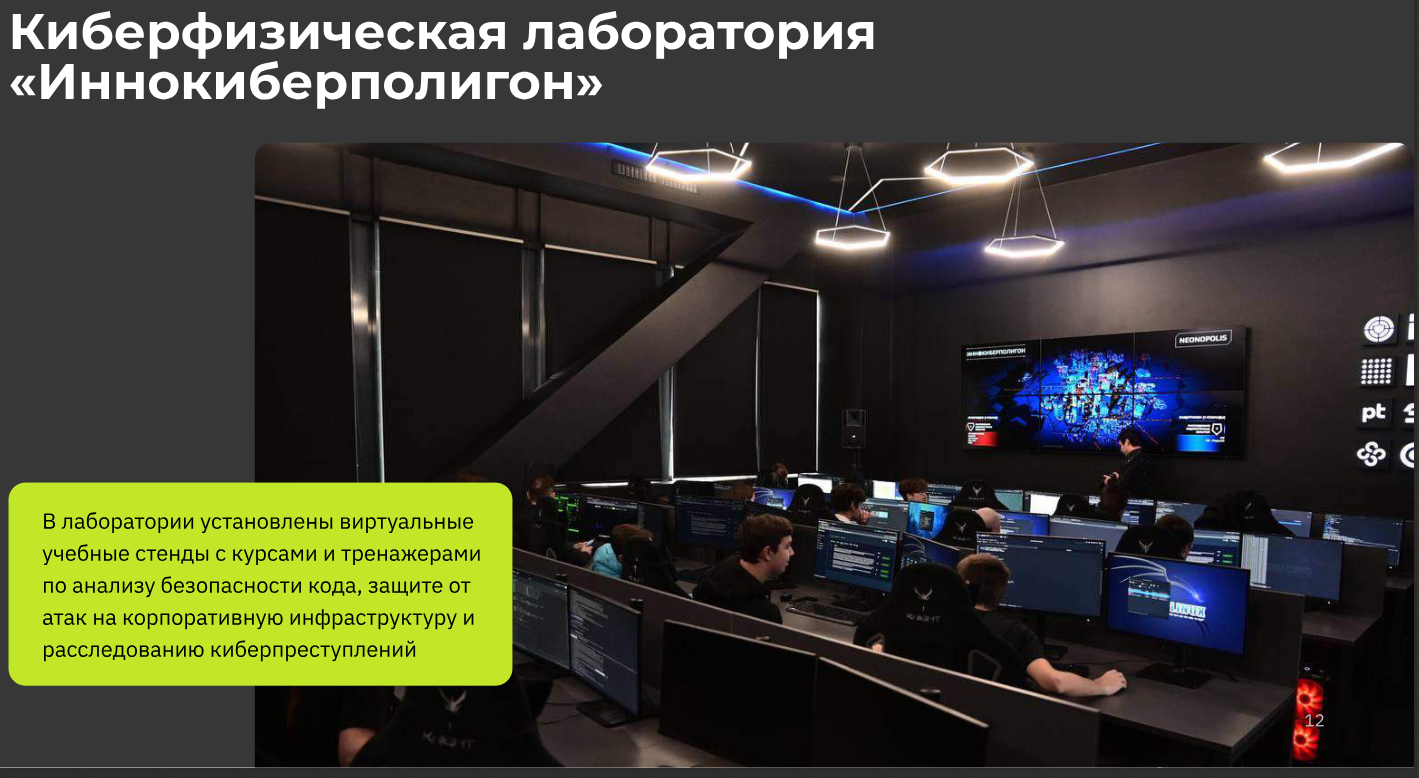 Киберфизическая лаборатория
«Иннокиберполигон»
ИННОКИБЕРПОЛИГОН
NEONOPOLIS
pt
В лаборатории установлены виртуальные
учебные стенды с курсами и тренажерами
по анализу безопасности кода, защите от
атак на корпоративную инфраструктуру и
расследованию киберпреступлений
12